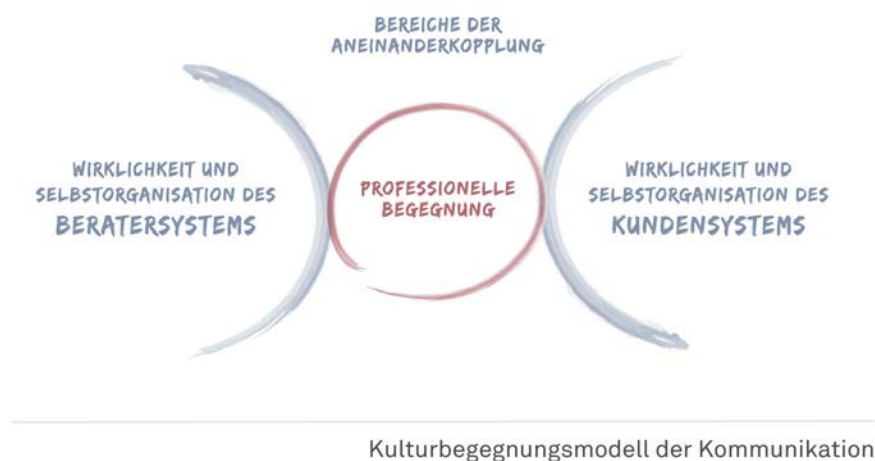 BEREICHE DER
ANEINANDERKOPPLUNG
WIRKLICHKEIT UND
SELBSTORGANISATION DES
BERATERSYSTEMS
PROFESSIONELLE
BEGEGNUNG
WIRKLICHKEIT UND
SELBSTORGANISATION DES
KUNDENSYSTEMS
Kulturbegegnungsmodell der Kommunikation